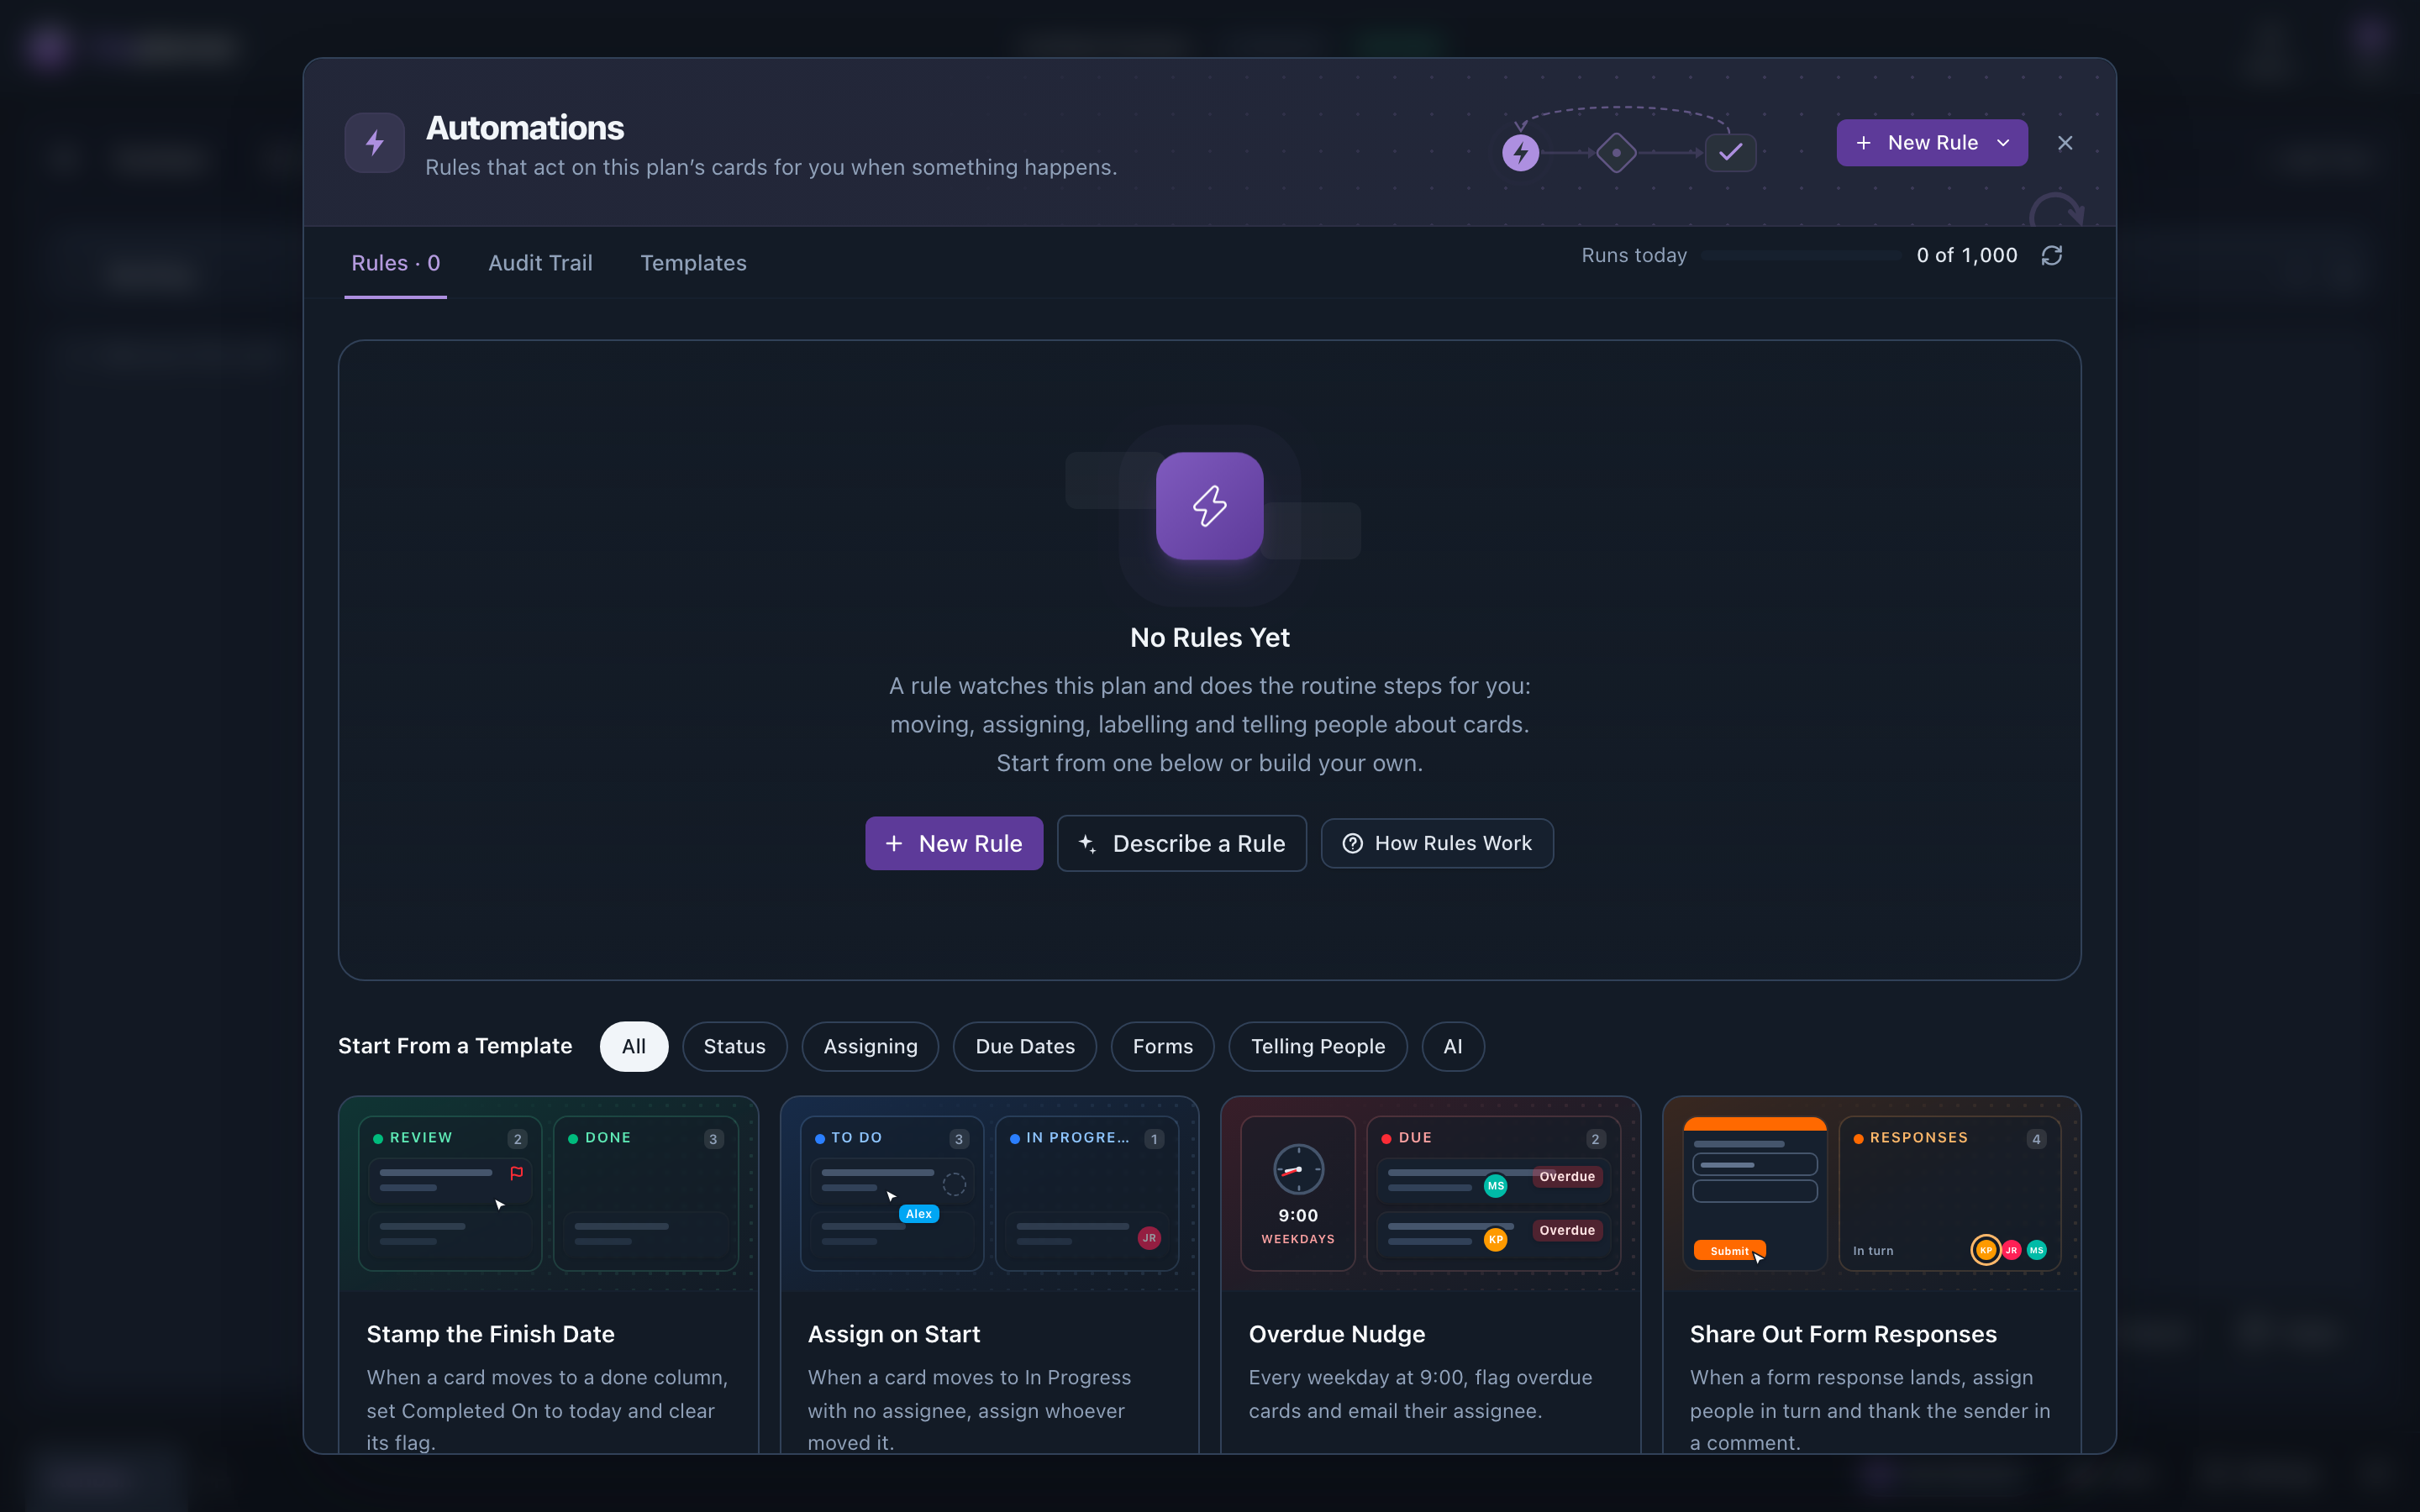 Automations
Rules that act on this plan’s cards for you when something happens.
New Rule
Rules · 0
Audit Trail
Templates
Runs today
0 of 1,000
No Rules Yet
A rule watches this plan and does the routine steps for you:
moving, assigning, labelling and telling people about cards.
Start from one below or build your own.
New Rule
Describe a Rule
How Rules Work
Start From a Template
All
Status
Assigning
Due Dates
Forms
Telling People
AI
REVIEW
2
DONE
3
Stamp the Finish Date
When a card moves to a done column,
set Completed On to today and clear
its flag.
TO DO
3
IN PROGRE…
1
Alex
JR
Assign on Start
When a card moves to In Progress
with no assignee, assign whoever
moved it.
9:00
WEEKDAYS
DUE
2
MS
Overdue
KP
Overdue
Overdue Nudge
Every weekday at 9:00, flag overdue
cards and email their assignee.
Submit
RESPONSES
4
In turn
KP
JR
MS
Share Out Form Responses
When a form response lands, assign
people in turn and thank the sender in
a comment.